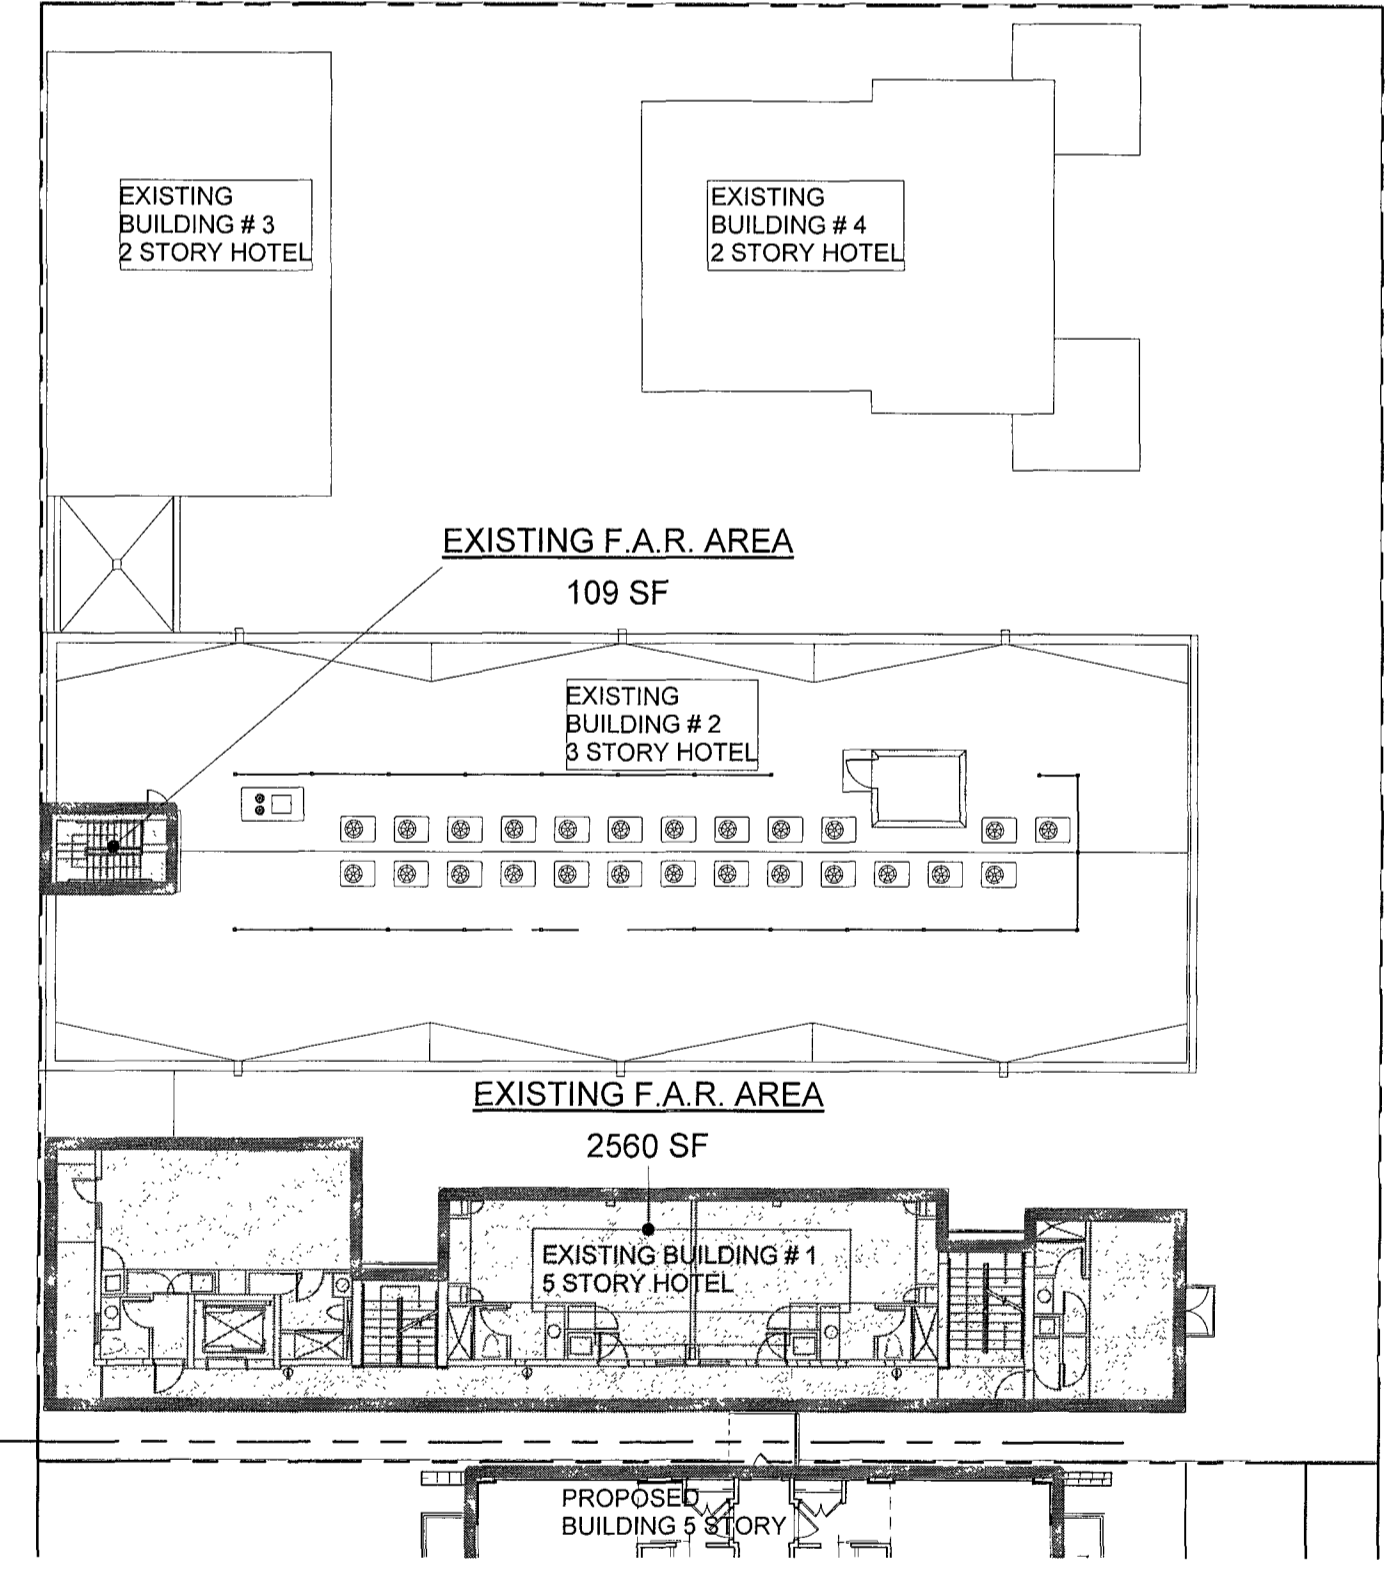 EXISTING
BUILDING # 3
2 STORY HOTEL
EXISTING
BUILDING # 4
2 STORY HOTEL
EXISTING F.A.R. AREA
109 SF
EXISTING
BUILDING # 2
3 STORY HOTEL
EXISTING F.A.R. AREA
2560 SF
EXISTING BUILDING # 1
5 STORY HOTEL
PROPOSED
BUILDING 5 STORY